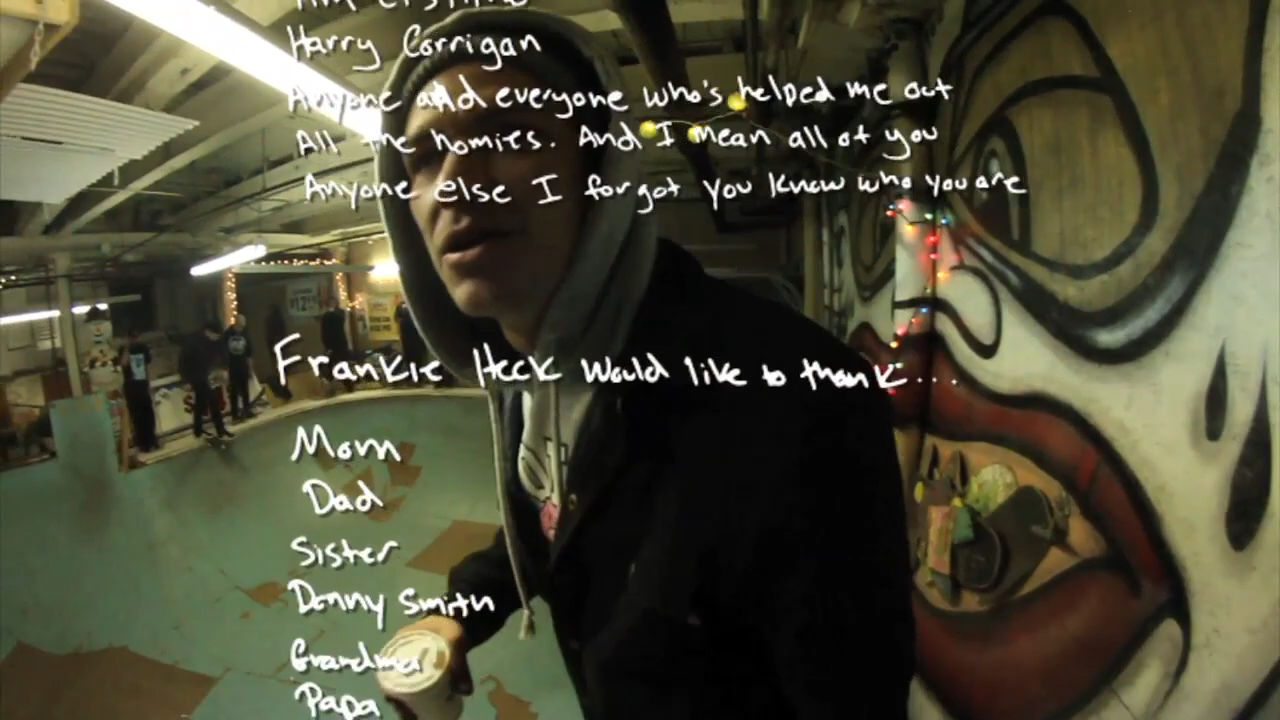 Harry Corrigan
Anyone and everyone who's helped me out
All the homies. And I mean all of you
Anyone else I forgot you know who you are
Frankie Heck would like to thank...
Mom
Dad
Sister
Donny Smith
Grandma
Papa